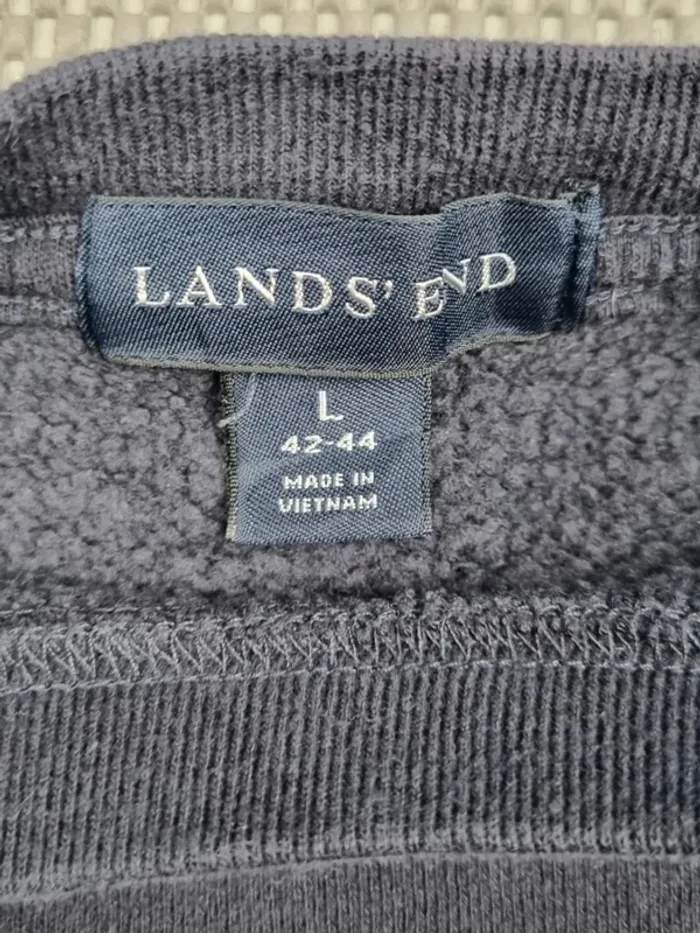 LANDS' END
L
42-44
MADE IN
VIETNAM